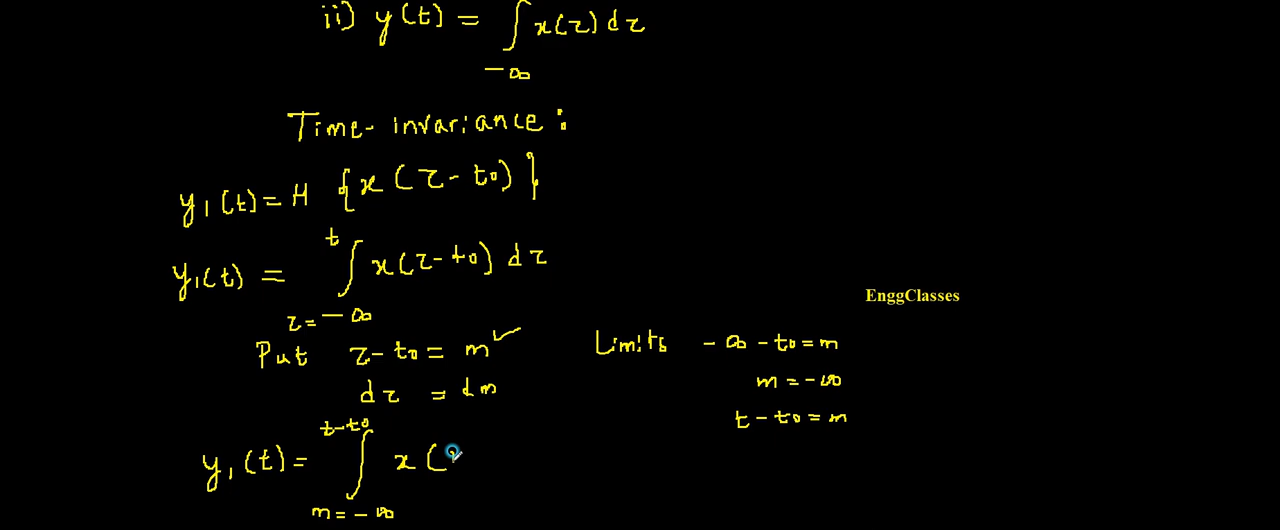 ii) y(t) = ∫ x(τ) dτ
-∞
Time-invariance:
y₁(t) = H {x(τ - t₀)}
t
y₁(t) = ∫ x(τ-t₀) dτ
τ = -∞
EnggClasses
Put τ - t₀ = m ✓ Limits -∞ - t₀ = m
dτ = dm m = -∞
t - t₀ = m
t-t₀
y₁(t) = ∫ x(
m = -∞